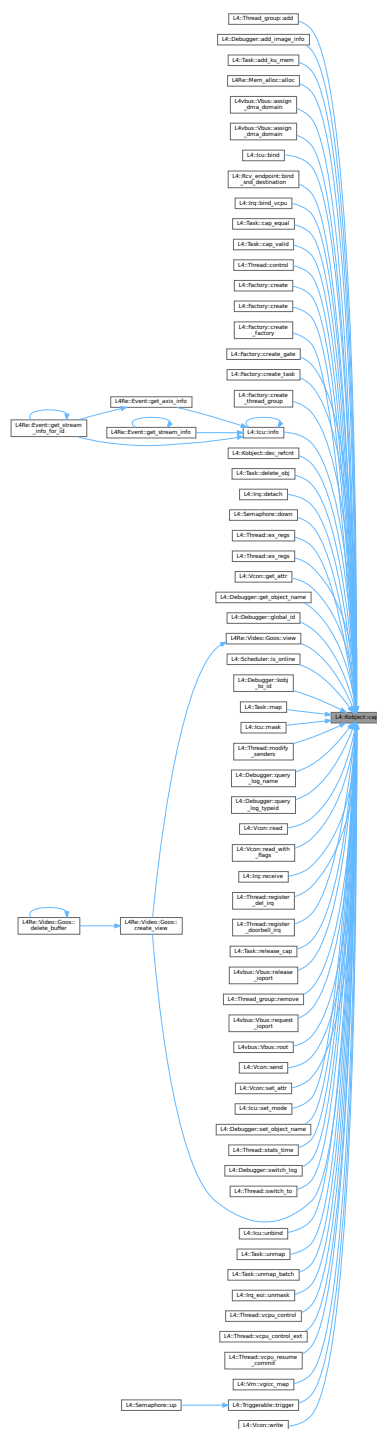 L4::Thread_group::add
L4::Debugger::add_image_info
L4::Task::add_ku_mem
L4Re::Mem_alloc::alloc
L4vbus::Vbus::assign
_dma_domain
L4vbus::Vbus::assign
_dma_domain
L4::Icu::bind
L4::Rcv_endpoint::bind
_snd_destination
L4::Irq::bind_vcpu
L4::Task::cap_equal
L4::Task::cap_valid
L4::Thread::control
L4::Factory::create
L4::Factory::create
L4::Factory::create
_factory
L4::Factory::create_gate
L4::Factory::create_task
L4::Factory::create
_thread_group
L4Re::Event::get_axis_info
L4Re::Event::get_stream
_info_for_id
L4Re::Event::get_stream_info
L4::Icu::info
L4::Kobject::dec_refcnt
L4::Task::delete_obj
L4::Irq::detach
L4::Semaphore::down
L4::Thread::ex_regs
L4::Thread::ex_regs
L4::Vcon::get_attr
L4::Debugger::get_object_name
L4::Debugger::global_id
L4Re::Video::Goos::view
L4::Scheduler::is_online
L4::Debugger::kobj
_to_id
L4::Task::map
L4::Kobject::cap
L4::Icu::mask
L4::Thread::modify
_senders
L4::Debugger::query
_log_name
L4::Debugger::query
_log_typeid
L4::Vcon::read
L4::Vcon::read_with
_flags
L4::Irq::receive
L4::Thread::register
_del_irq
L4Re::Video::Goos::
delete_buffer
L4Re::Video::Goos::
create_view
L4::Thread::register
_doorbell_irq
L4::Task::release_cap
L4vbus::Vbus::release
_ioport
L4::Thread_group::remove
L4vbus::Vbus::request
_ioport
L4vbus::Vbus::root
L4::Vcon::send
L4::Vcon::set_attr
L4::Icu::set_mode
L4::Debugger::set_object_name
L4::Thread::stats_time
L4::Debugger::switch_log
L4::Thread::switch_to
L4::Icu::unbind
L4::Task::unmap
L4::Task::unmap_batch
L4::Irq_eoi::unmask
L4::Thread::vcpu_control
L4::Thread::vcpu_control_ext
L4::Thread::vcpu_resume
_commit
L4::Vm::vgicc_map
L4::Semaphore::up
L4::Triggerable::trigger
L4::Vcon::write